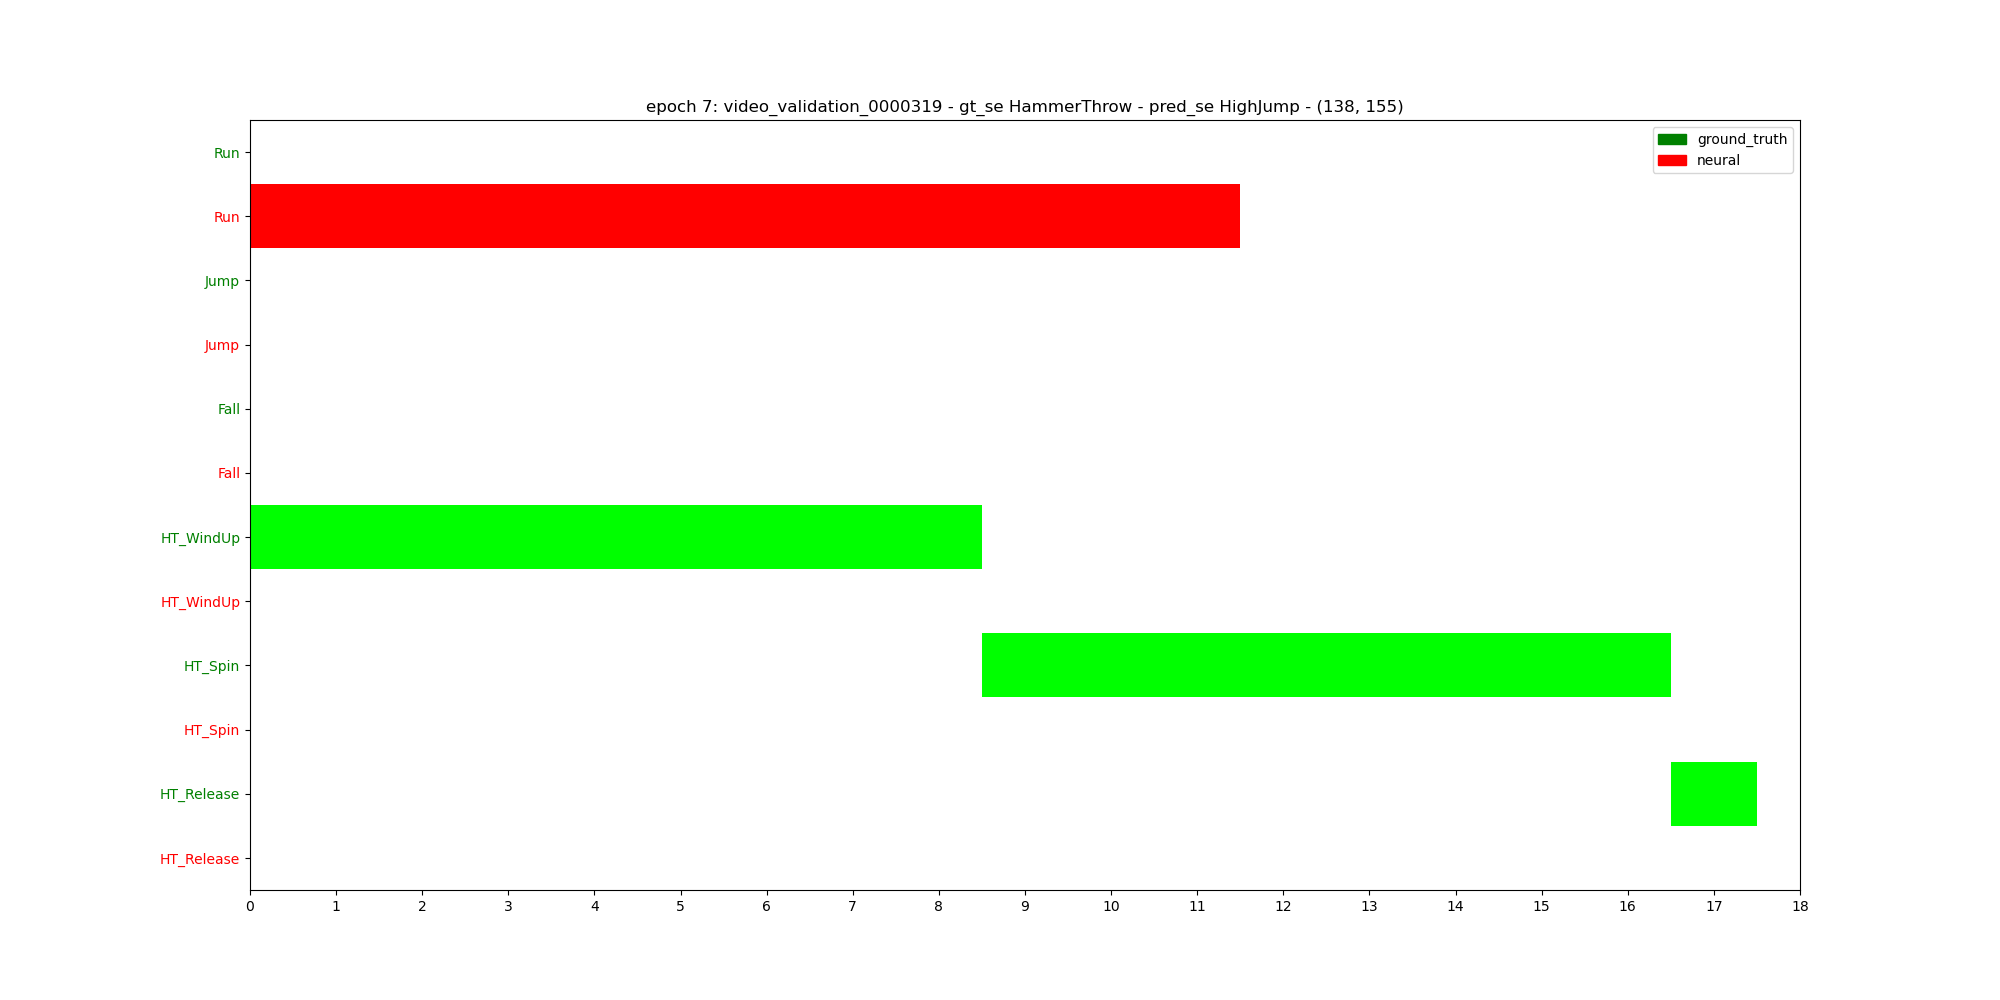 epoch 7: video_validation_0000319 - gt_se HammerThrow - pred_se HighJump - (138, 155)
ground_truth
neural
Run
Run
Jump
Jump
Fall
Fall
HT_WindUp
HT_WindUp
HT_Spin
HT_Spin
HT_Release
HT_Release
0 1 2 3 4 5 6 7 8 9 10 11 12 13 14 15 16 17 18